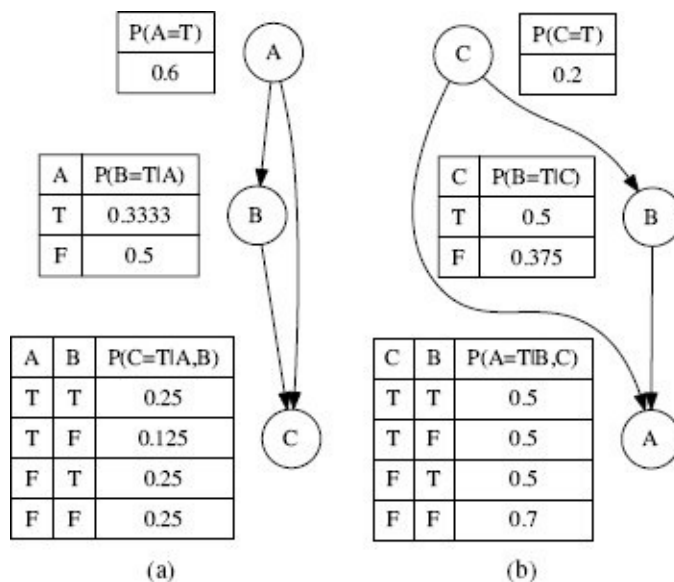 P(A=T)
0.6
A
A P(B=T|A)
T 0.3333
F 0.5
B
A B P(C=T|A,B)
T T 0.25
T F 0.125
F T 0.25
F F 0.25
C
(a)
C
P(C=T)
0.2
C P(B=T|C)
T 0.5
F 0.375
B
C B P(A=T|B,C)
T T 0.5
T F 0.5
F T 0.5
F F 0.7
A
(b)